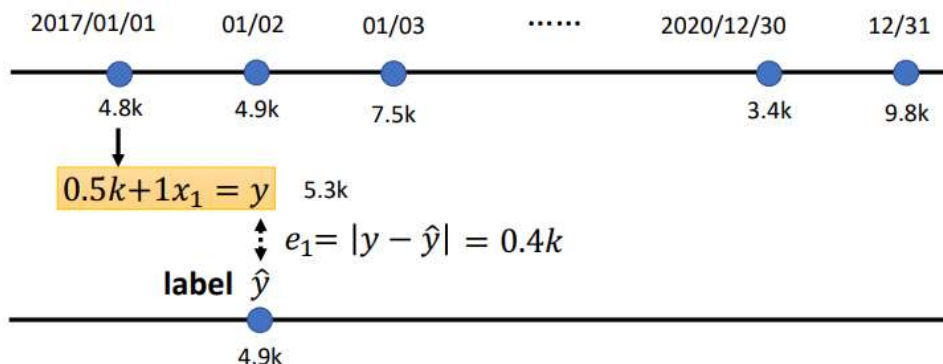 2017/01/01 01/02 01/03 ...... 2020/12/30 12/31
4.8k 4.9k 7.5k 3.4k 9.8k
0.5k+1x₁ = y 5.3k
e₁= |y − ŷ| = 0.4k
label ŷ
4.9k